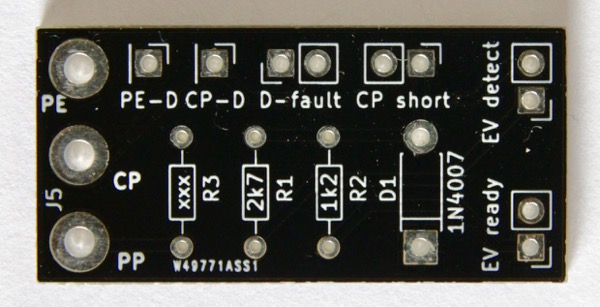 PE
PE-D CP-D D-fault CP short
EV detect
J5
CP
xxx
R3
2k7
R1
1k2
R2
D1
1N4007
EV ready
PP
W49771ASS1